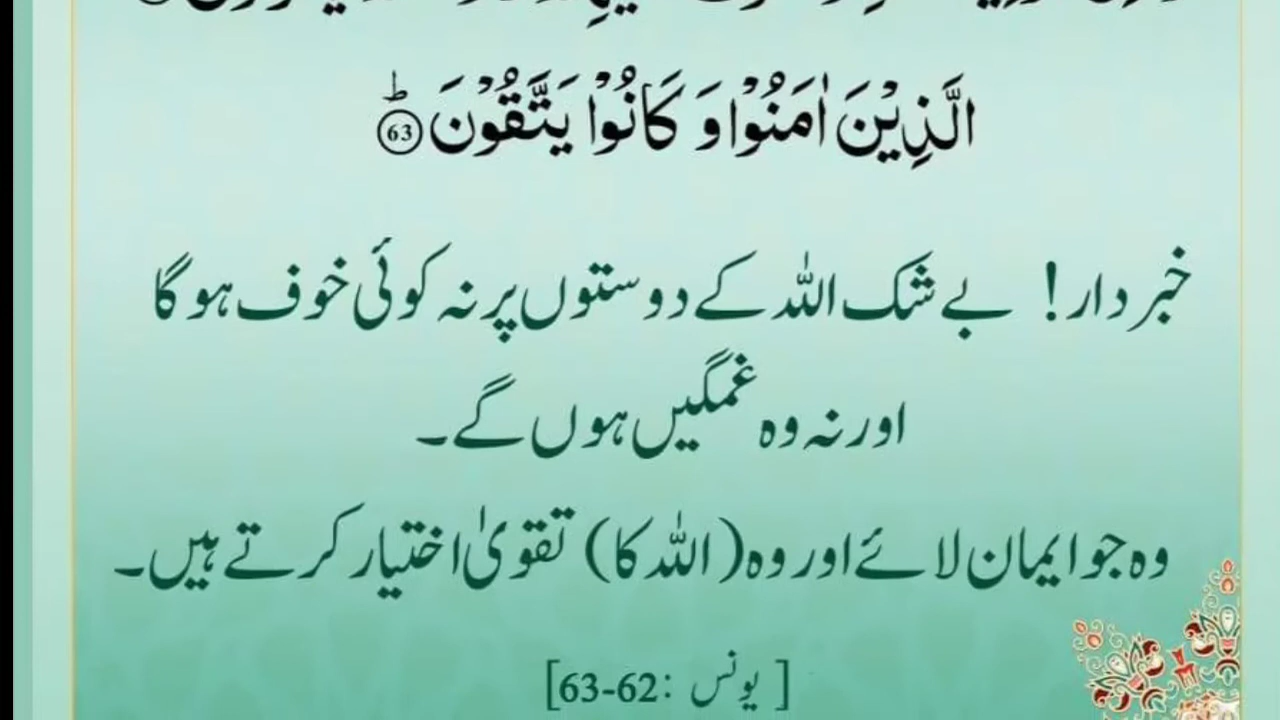 الَّذِیْنَ اٰمَنُوْا وَ كَانُوْا یَتَّقُوْنَؕ ۝63
خبردار! بے شک اللہ کے دوستوں پر نہ کوئی خوف ہوگا
اور نہ وہ غمگیں ہوں گے۔
وہ جو ایمان لائے اور وہ (اللہ کا) تقویٰ اختیار کرتے ہیں۔
[یونس :62-63]